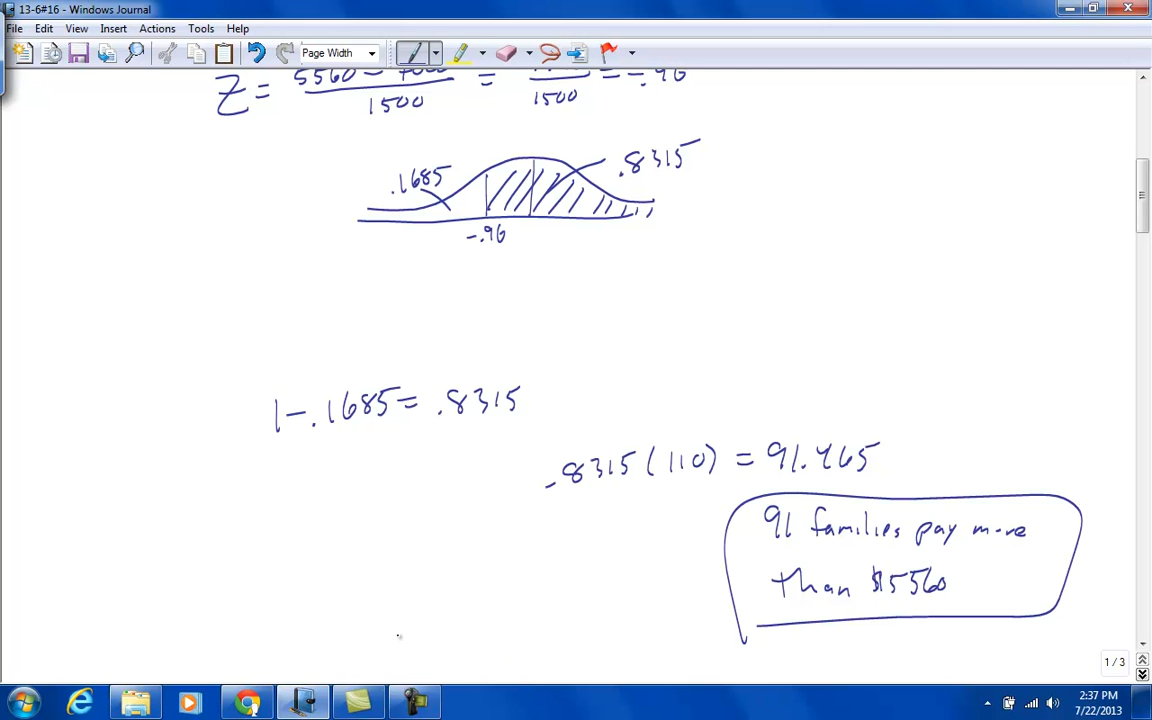 13-6#16 - Windows Journal
File Edit View Insert Actions Tools Help
Page Width
Z = 5560 - 7000 / 1500 = / 1500 = -.96
.1685
.8315
-.96
1-.1685= .8315
.8315(110) = 91.465
91 families pay more
than $5560
1 / 3
2:37 PM
7/22/2013